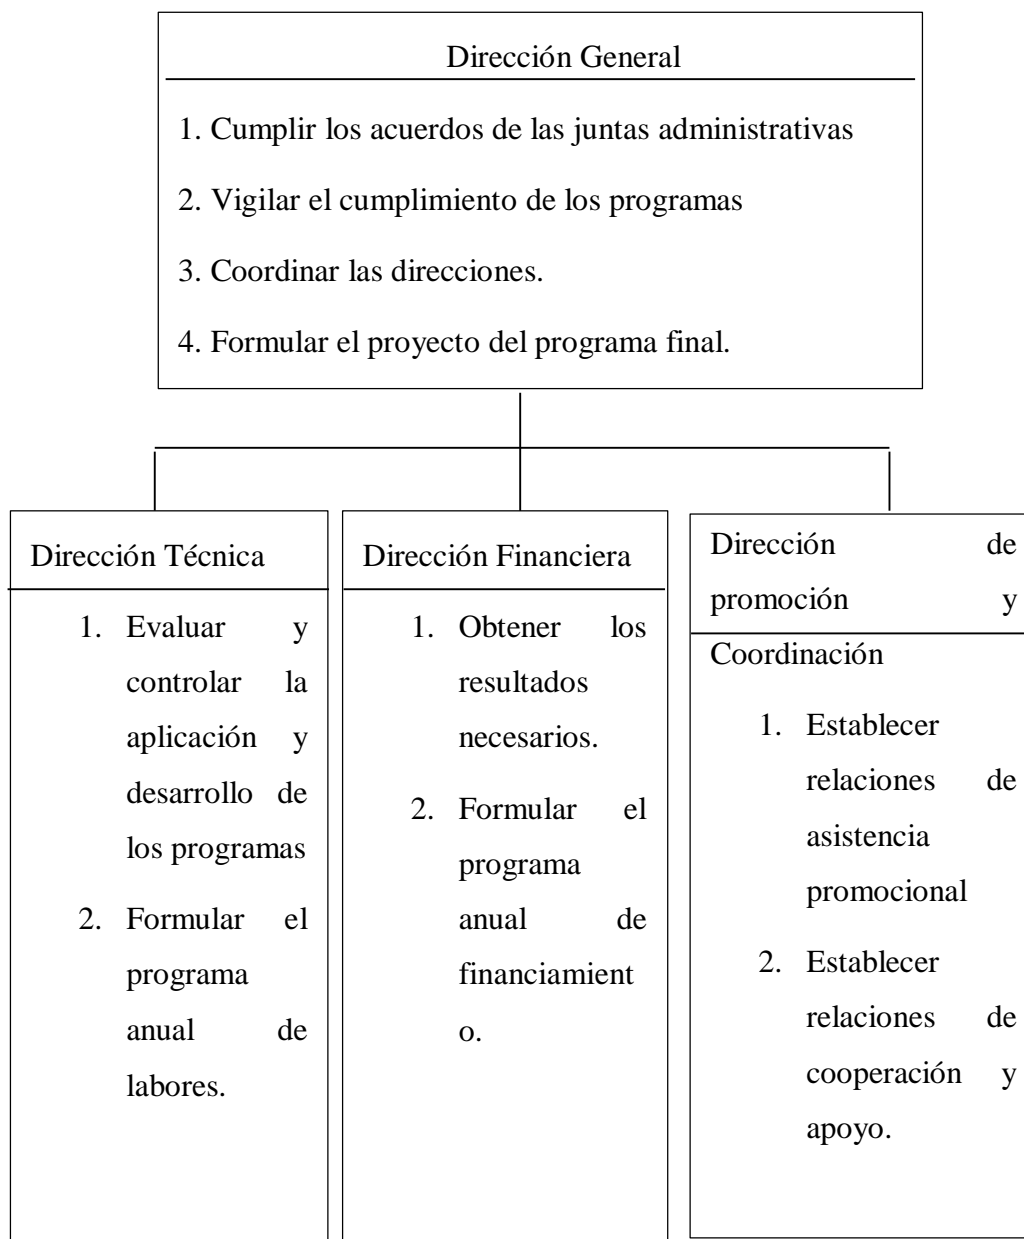 Dirección General
1. Cumplir los acuerdos de las juntas administrativas
2. Vigilar el cumplimiento de los programas
3. Coordinar las direcciones.
4. Formular el proyecto del programa final.
Dirección Técnica
1. Evaluar y
controlar la
aplicación y
desarrollo de
los programas
2. Formular el
programa
anual de
labores.
Dirección Financiera
1. Obtener los
resultados
necesarios.
2. Formular el
programa
anual de
financiamient
o.
Dirección de
promoción y
Coordinación
1. Establecer
relaciones de
asistencia
promocional
2. Establecer
relaciones de
cooperación y
apoyo.